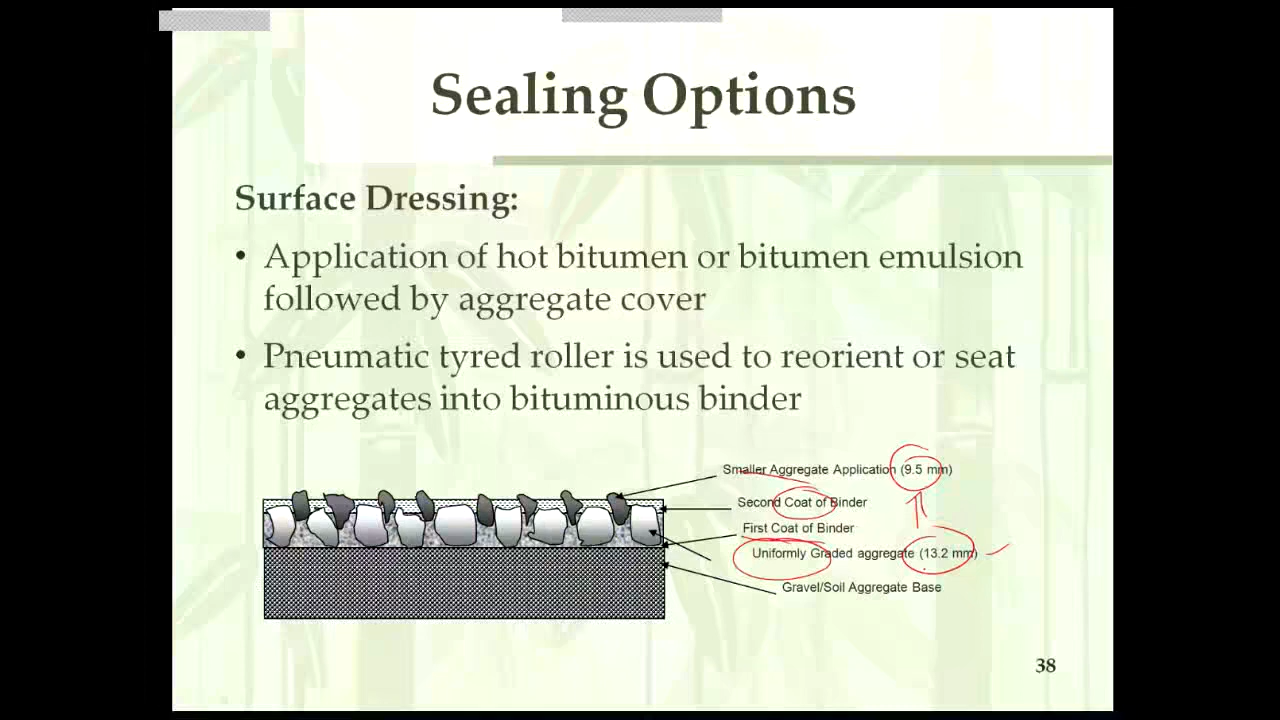 Sealing Options
Surface Dressing:
• Application of hot bitumen or bitumen emulsion
followed by aggregate cover
• Pneumatic tyred roller is used to reorient or seat
aggregates into bituminous binder
Smaller Aggregate Application (9.5 mm)
Second Coat of Binder
First Coat of Binder
Uniformly Graded aggregate (13.2 mm)
Gravel/Soil Aggregate Base
38